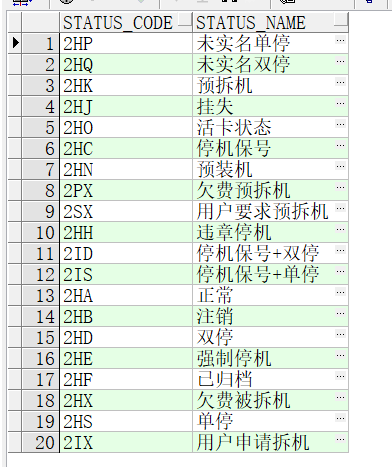 STATUS_CODE STATUS_NAME
1 2HP 未实名单停 ...
2 2HQ 未实名双停 ...
3 2HK 预拆机 ...
4 2HJ 挂失 ...
5 2HO 活卡状态 ...
6 2HC 停机保号 ...
7 2HN 预装机 ...
8 2PX 欠费预拆机 ...
9 2SX 用户要求预拆机 ...
10 2HH 违章停机 ...
11 2ID 停机保号+双停 ...
12 2IS 停机保号+单停 ...
13 2HA 正常 ...
14 2HB 注销 ...
15 2HD 双停 ...
16 2HE 强制停机 ...
17 2HF 已归档 ...
18 2HX 欠费被拆机 ...
19 2HS 单停 ...
20 2IX 用户申请拆机 ...